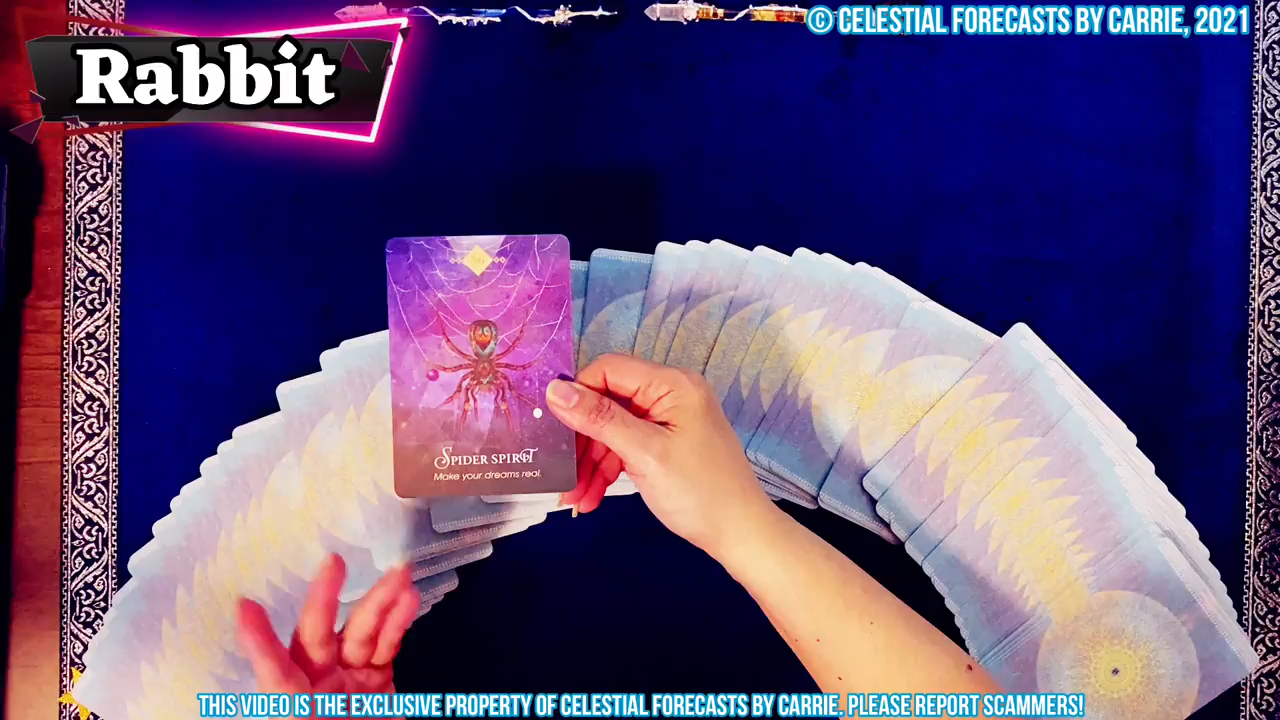 © CELESTIAL FORECASTS BY CARRIE, 2021
Rabbit
SPIDER SPIRIT
Make your dreams real.
THIS VIDEO IS THE EXCLUSIVE PROPERTY OF CELESTIAL FORECASTS BY CARRIE. PLEASE REPORT SCAMMERS!